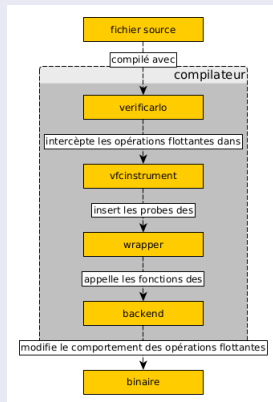 fichier source
compilé avec
compilateur
verificarlo
intercèpte les opérations flottantes dans
vfcinstrument
insert les probes des
wrapper
appelle les fonctions des
backend
modifie le comportement des opérations flottantes
binaire